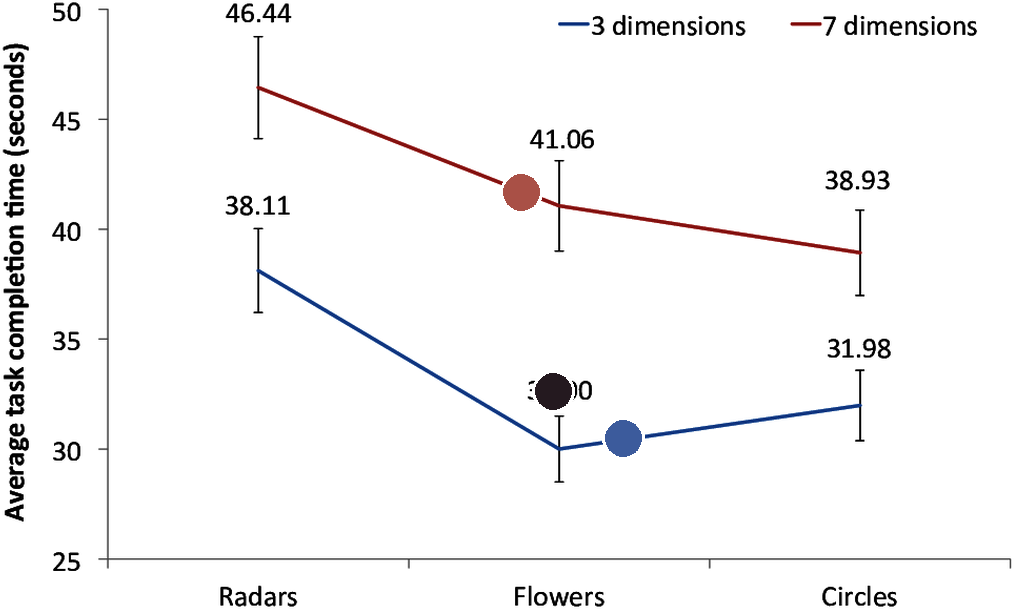 Average task completion time (seconds)
50
45
40
35
30
25
3 dimensions
7 dimensions
46.44
41.06
38.93
38.11
31.98
Radars
Flowers
Circles